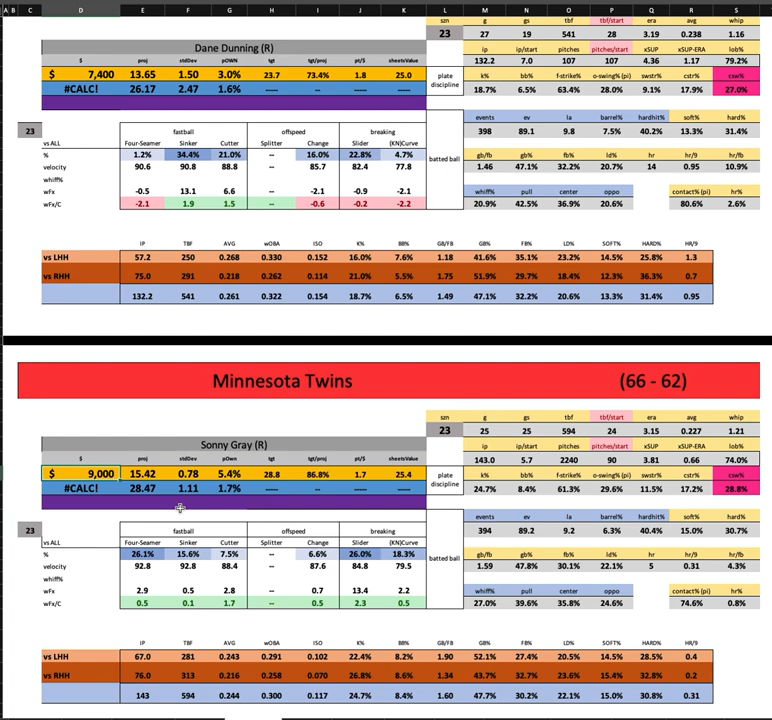 A B C D E F G H I J K L M N O P Q R S
szn g gs tbf tbf/start era avg whip
23 27 19 541 28 3.19 0.238 1.16
ip ip/start pitches pitches/start xSUP xSUP-ERA lob%
132.2 7.0 107 107 4.36 1.17 79.2%
Dane Dunning (R)
$ proj stdDev pOWN tgt tgt/proj pt/$ sheetsValue
$ 7,400 13.65 1.50 3.0% 23.7 73.4% 1.8 25.0
#CALC! 26.17 2.47 1.6% ---- -- ---- ----
plate discipline
k% bb% f-strike% o-swing% (pi) swstr% cstr% csw%
18.7% 6.5% 63.4% 28.0% 9.1% 17.9% 27.0%
events ev la barrel% hardhit% soft% hard%
398 89.1 9.8 7.5% 40.2% 13.3% 31.4%
23 fastball offspeed breaking
vs ALL Four-Seamer Sinker Cutter Splitter Change Slider (KN)Curve
% 1.2% 34.4% 21.0% -- 16.0% 22.8% 4.7%
velocity 90.6 90.8 88.8 -- 85.7 82.4 77.8
whiff%
wFx -0.5 13.1 6.6 -2.1 -0.9 -2.1
wFx/C -2.1 1.9 1.5 -- -0.6 -0.2 -2.2
batted ball
gb/fb gb% fb% ld% hr hr/9 hr/fb
1.46 47.1% 32.2% 20.7% 14 0.95 10.9%
whiff% pull center oppo contact% (pi) hr%
20.9% 42.5% 36.9% 20.6% 80.6% 2.6%
IP TBF AVG wOBA ISO K% BB% GB/FB GB% FB% LD% SOFT% HARD% HR/9
vs LHH 57.2 250 0.268 0.330 0.152 16.0% 7.6% 1.18 41.6% 35.1% 23.2% 14.5% 25.8% 1.3
vs RHH 75.0 291 0.218 0.262 0.114 21.0% 5.5% 1.75 51.9% 29.7% 18.4% 12.3% 36.3% 0.7
132.2 541 0.261 0.322 0.154 18.7% 6.5% 1.49 47.1% 32.2% 20.6% 13.3% 31.4% 0.95
Minnesota Twins (66 - 62)
szn g gs tbf tbf/start era avg whip
23 25 25 594 24 3.15 0.227 1.21
ip ip/start pitches pitches/start xSUP xSUP-ERA lob%
143.0 5.7 2240 90 3.81 0.66 74.0%
Sonny Gray (R)
$ proj stdDev pOwn tgt tgt/proj pt/$ sheetsValue
$ 9,000 15.42 0.78 5.4% 28.8 86.8% 1.7 25.4
#CALC! 28.47 1.11 1.7% ---- -- ---- ----
plate discipline
k% bb% f-strike% o-swing% (pi) swstr% cstr% csw%
24.7% 8.4% 61.3% 29.6% 11.5% 17.2% 28.8%
events ev la barrel% hardhit% soft% hard%
394 89.2 9.2 6.3% 40.4% 15.0% 30.7%
23 fastball offspeed breaking
vs ALL Four-Seamer Sinker Cutter Splitter Change Slider (KN)Curve
% 26.1% 15.6% 7.5% -- 6.6% 26.0% 18.3%
velocity 92.8 92.8 88.4 -- 87.6 84.8 79.5
whiff%
wFx 2.9 0.5 2.8 0.7 13.4 2.2
wFx/C 0.5 0.1 1.7 -- 0.5 2.3 0.5
batted ball
gb/fb gb% fb% ld% hr hr/9 hr/fb
1.59 47.8% 30.1% 22.1% 5 0.31 4.3%
whiff% pull center oppo contact% (pi) hr%
27.0% 39.6% 35.8% 24.6% 74.6% 0.8%
IP TBF AVG wOBA ISO K% BB% GB/FB GB% FB% LD% SOFT% HARD% HR/9
vs LHH 67.0 281 0.243 0.291 0.102 22.4% 8.2% 1.90 52.1% 27.4% 20.5% 14.5% 28.5% 0.4
vs RHH 76.0 313 0.216 0.258 0.070 26.8% 8.6% 1.34 43.7% 32.7% 23.6% 15.4% 32.8% 0.2
143 594 0.244 0.300 0.117 24.7% 8.4% 1.60 47.7% 30.2% 22.1% 15.0% 30.8% 0.31